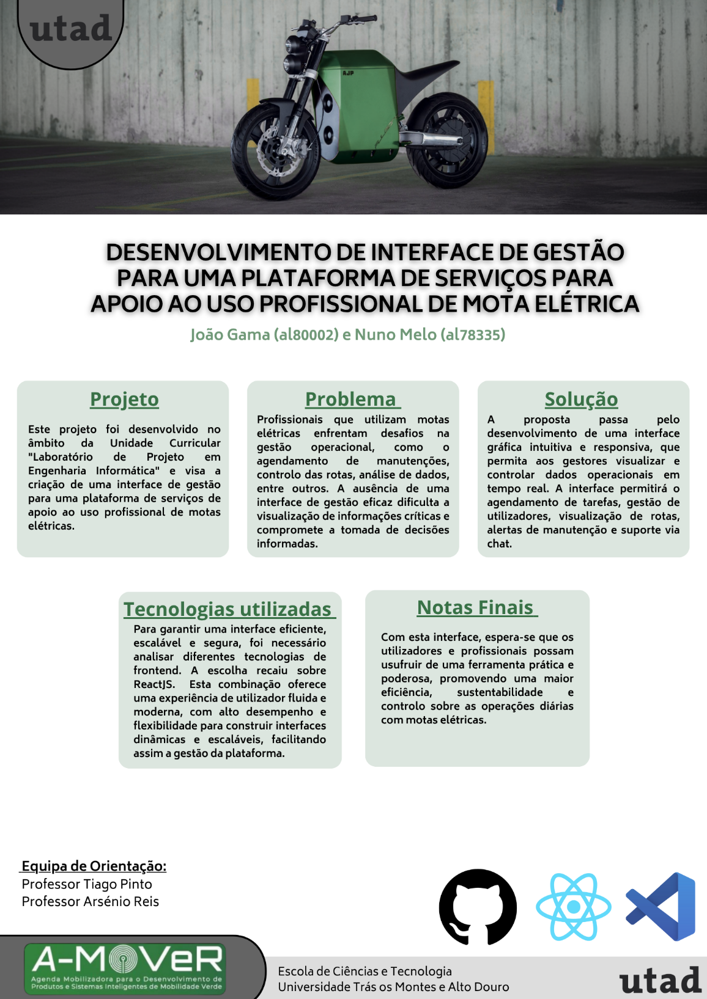 utad
AJP
DESENVOLVIMENTO DE INTERFACE DE GESTÃO
PARA UMA PLATAFORMA DE SERVIÇOS PARA
APOIO AO USO PROFISSIONAL DE MOTA ELÉTRICA
João Gama (al80002) e Nuno Melo (al78335)
Projeto
Este projeto foi desenvolvido no
âmbito da Unidade Curricular
"Laboratório de Projeto em
Engenharia Informática" e visa a
criação de uma interface de gestão
para uma plataforma de serviços de
apoio ao uso profissional de motas
elétricas.
Problema
Profissionais que utilizam motas
elétricas enfrentam desafios na
gestão operacional, como o
agendamento de manutenções,
controlo das rotas, análise de dados,
entre outros. A ausência de uma
interface de gestão eficaz dificulta a
visualização de informações críticas e
compromete a tomada de decisões
informadas.
Solução
A proposta passa pelo
desenvolvimento de uma interface
gráfica intuitiva e responsiva, que
permita aos gestores visualizar e
controlar dados operacionais em
tempo real. A interface permitirá o
agendamento de tarefas, gestão de
utilizadores, visualização de rotas,
alertas de manutenção e suporte via
chat.
Tecnologias utilizadas
Para garantir uma interface eficiente,
escalável e segura, foi necessário
analisar diferentes tecnologias de
frontend. A escolha recaiu sobre
ReactJS. Esta combinação oferece
uma experiência de utilizador fluida e
moderna, com alto desempenho e
flexibilidade para construir interfaces
dinâmicas e escaláveis, facilitando
assim a gestão da plataforma.
Notas Finais
Com esta interface, espera-se que os
utilizadores e profissionais possam
usufruir de uma ferramenta prática e
poderosa, promovendo uma maior
eficiência, sustentabilidade e
controlo sobre as operações diárias
com motas elétricas.
Equipa de Orientação:
Professor Tiago Pinto
Professor Arsénio Reis
A-MOVeR
Agenda Mobilizadora para o Desenvolvimento de
Produtos e Sistemas Inteligentes de Mobilidade Verde
Escola de Ciências e Tecnologia
Universidade Trás os Montes e Alto Douro
utad